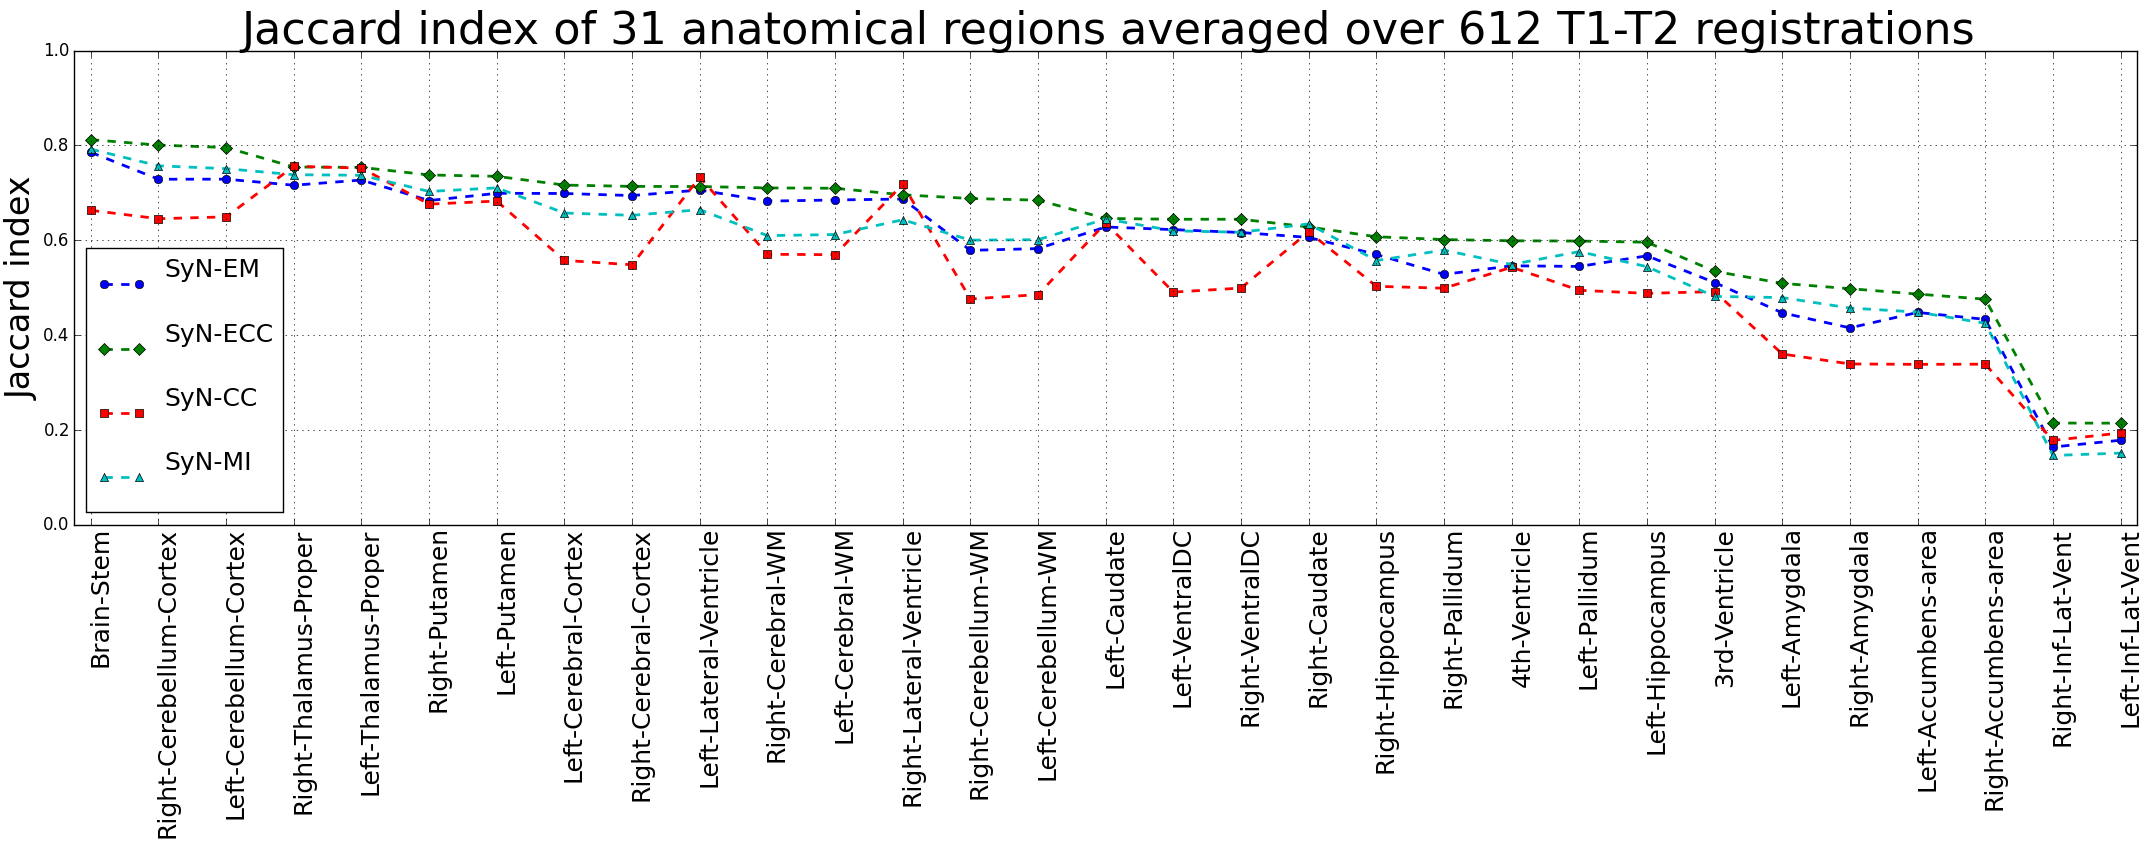 Jaccard index of 31 anatomical regions averaged over 612 T1-T2 registrations
Jaccard index
1.0
0.8
0.6
0.4
0.2
0.0
SyN-EM
SyN-ECC
SyN-CC
SyN-MI
Brain-Stem
Right-Cerebellum-Cortex
Left-Cerebellum-Cortex
Right-Thalamus-Proper
Left-Thalamus-Proper
Right-Putamen
Left-Putamen
Left-Cerebral-Cortex
Right-Cerebral-Cortex
Left-Lateral-Ventricle
Right-Cerebral-WM
Left-Cerebral-WM
Right-Lateral-Ventricle
Right-Cerebellum-WM
Left-Cerebellum-WM
Left-Caudate
Left-VentralDC
Right-VentralDC
Right-Caudate
Right-Hippocampus
Right-Pallidum
4th-Ventricle
Left-Pallidum
Left-Hippocampus
3rd-Ventricle
Left-Amygdala
Right-Amygdala
Left-Accumbens-area
Right-Accumbens-area
Right-Inf-Lat-Vent
Left-Inf-Lat-Vent